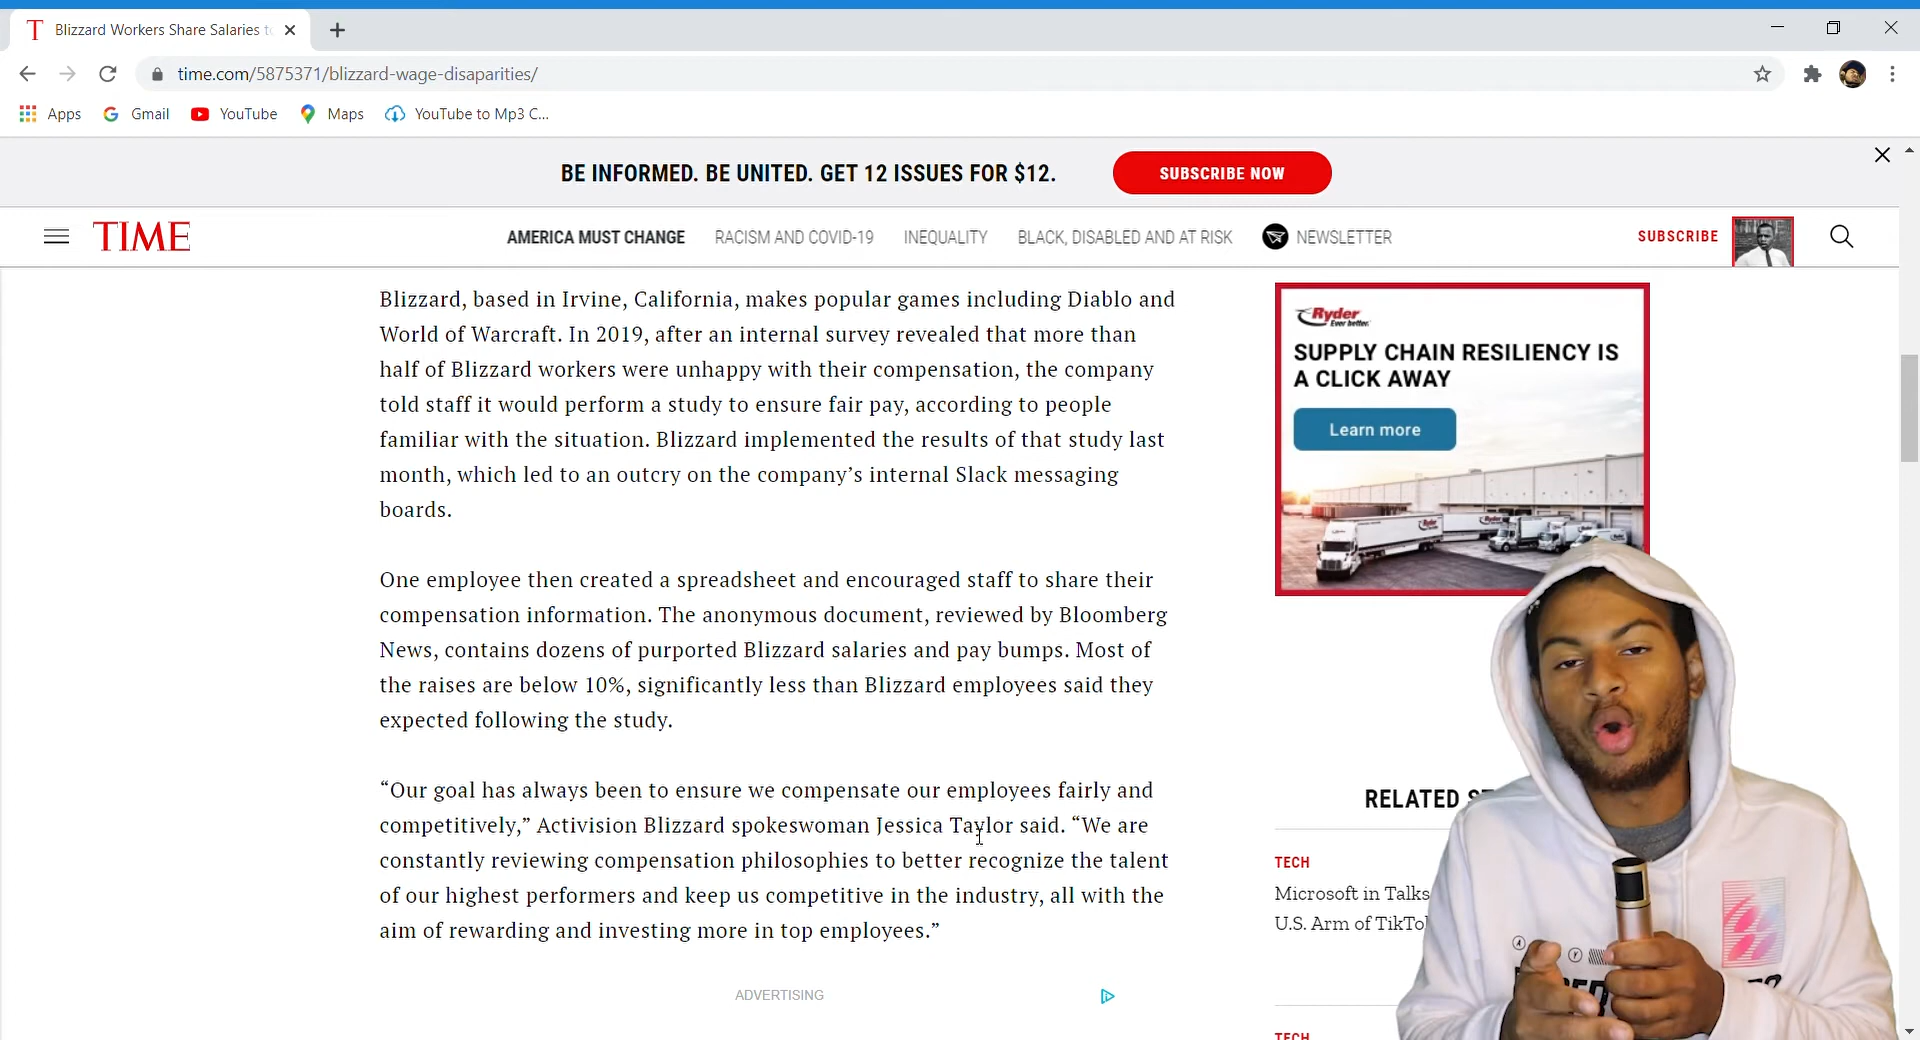 Blizzard Workers Share Salaries to
time.com/5875371/blizzard-wage-disaparities/
Apps Gmail YouTube Maps YouTube to Mp3 C...
BE INFORMED. BE UNITED. GET 12 ISSUES FOR $12. SUBSCRIBE NOW
TIME AMERICA MUST CHANGE RACISM AND COVID-19 INEQUALITY BLACK, DISABLED AND AT RISK NEWSLETTER SUBSCRIBE
Blizzard, based in Irvine, California, makes popular games including Diablo and
World of Warcraft. In 2019, after an internal survey revealed that more than
half of Blizzard workers were unhappy with their compensation, the company
told staff it would perform a study to ensure fair pay, according to people
familiar with the situation. Blizzard implemented the results of that study last
month, which led to an outcry on the company’s internal Slack messaging
boards.
One employee then created a spreadsheet and encouraged staff to share their
compensation information. The anonymous document, reviewed by Bloomberg
News, contains dozens of purported Blizzard salaries and pay bumps. Most of
the raises are below 10%, significantly less than Blizzard employees said they
expected following the study.
“Our goal has always been to ensure we compensate our employees fairly and
competitively,” Activision Blizzard spokeswoman Jessica Taylor said. “We are
constantly reviewing compensation philosophies to better recognize the talent
of our highest performers and keep us competitive in the industry, all with the
aim of rewarding and investing more in top employees.”
ADVERTISING
Ryder
Ever better.
SUPPLY CHAIN RESILIENCY IS
A CLICK AWAY
Learn more
RELATED
TECH
Microsoft in Talks
U.S. Arm of TikTo
TECH